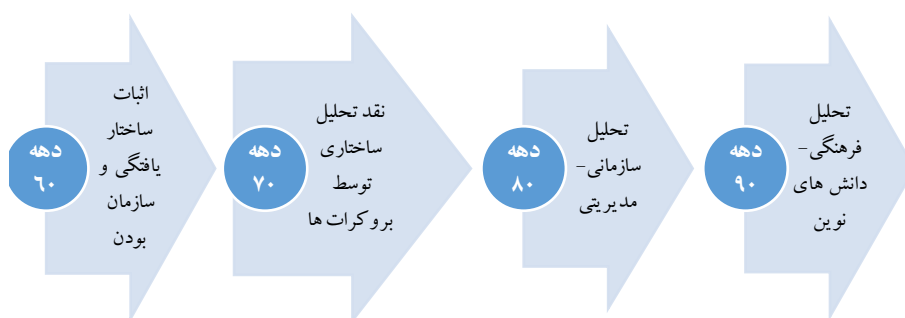 دهه
۶۰
اثبات
ساختار
یافتگی و
سازمان
بودن
دهه
۷۰
نقد تحلیل
ساختاری
توسط
بروکرات ها
دهه
۸۰
تحلیل
سازمانی-
مدیریتی
دهه
۹۰
تحلیل
فرهنگی-
دانش های
نوین